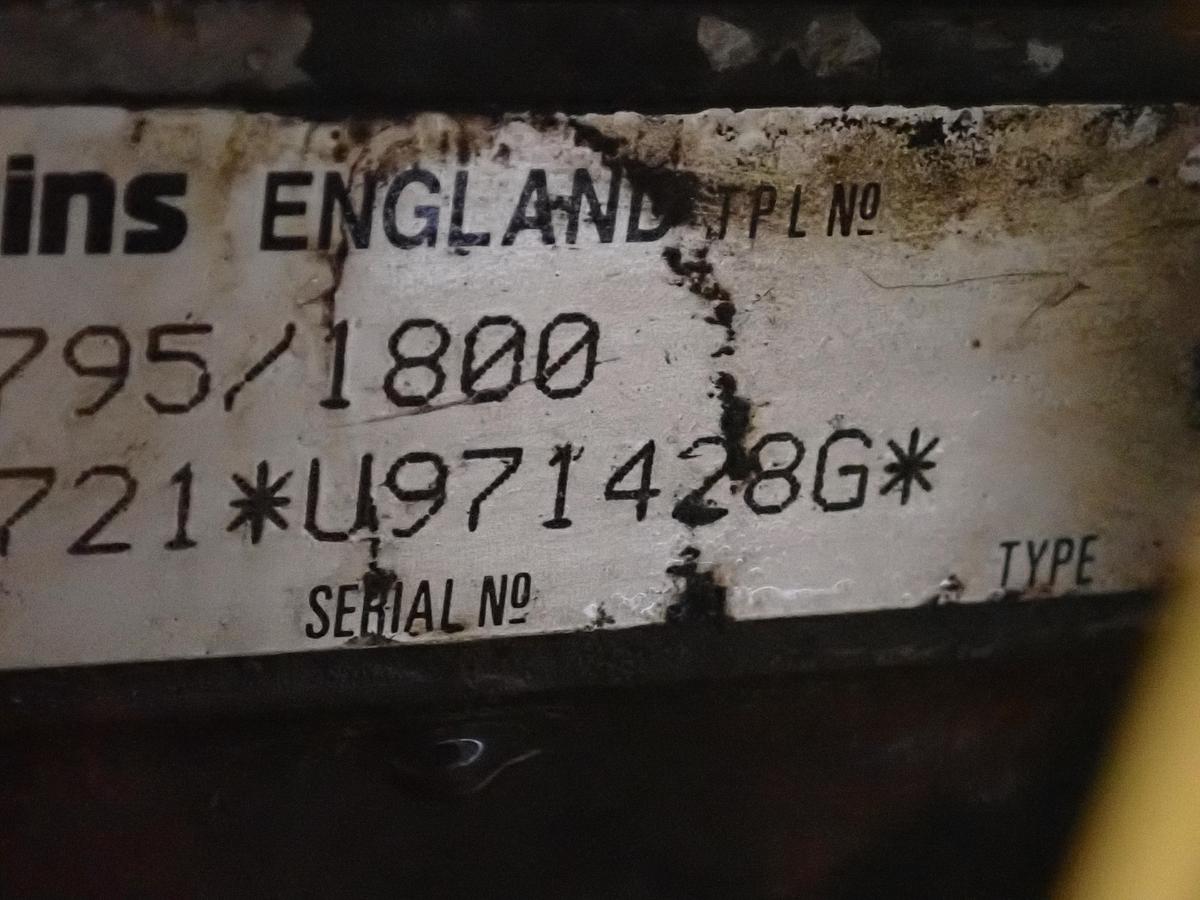 ins ENGLAND TPL Nº
795/1800
721*U971428G*
SERIAL Nº TYPE